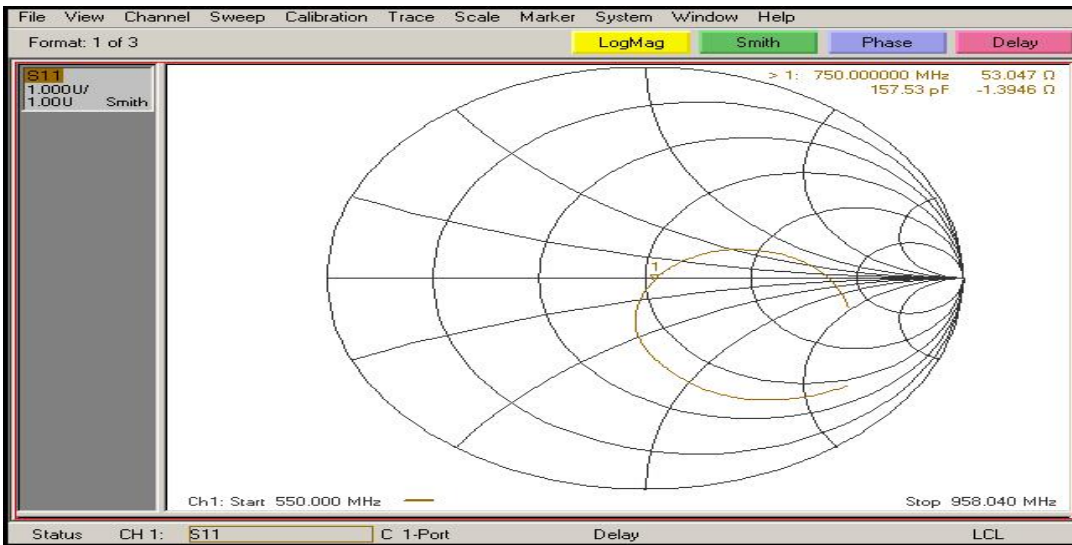 File View Channel Sweep Calibration Trace Scale Marker System Window Help
Format: 1 of 3 LogMag Smith Phase Delay
S11
1.000U/
1.00U Smith
> 1: 750.000000 MHz 53.047 Ω
157.53 pF -1.3946 Ω
1
Ch1: Start 550.000 MHz Stop 958.040 MHz
Status CH 1: S11 C 1-Port Delay LCL